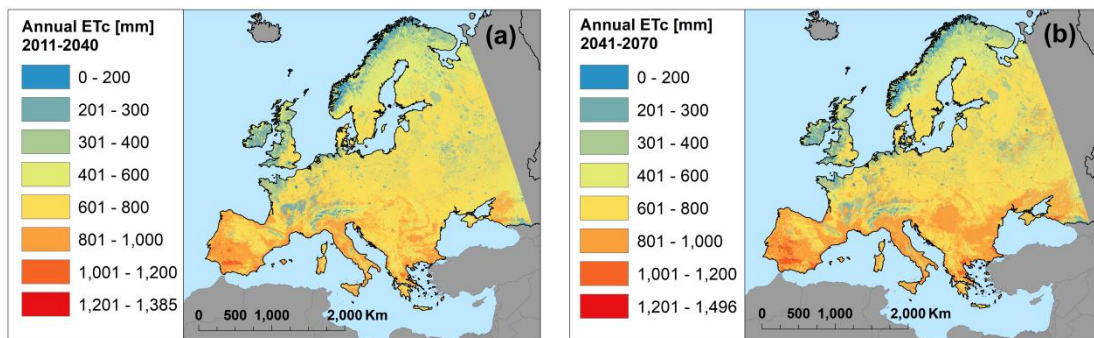 Annual ETc [mm]
2011-2040
0 - 200
201 - 300
301 - 400
401 - 600
601 - 800
801 - 1,000
1,001 - 1,200
1,201 - 1,385
(a)
0 500 1,000 2,000 Km
Annual ETc [mm]
2041-2070
0 - 200
201 - 300
301 - 400
401 - 600
601 - 800
801 - 1,000
1,001 - 1,200
1,201 - 1,496
(b)
0 500 1,000 2,000 Km